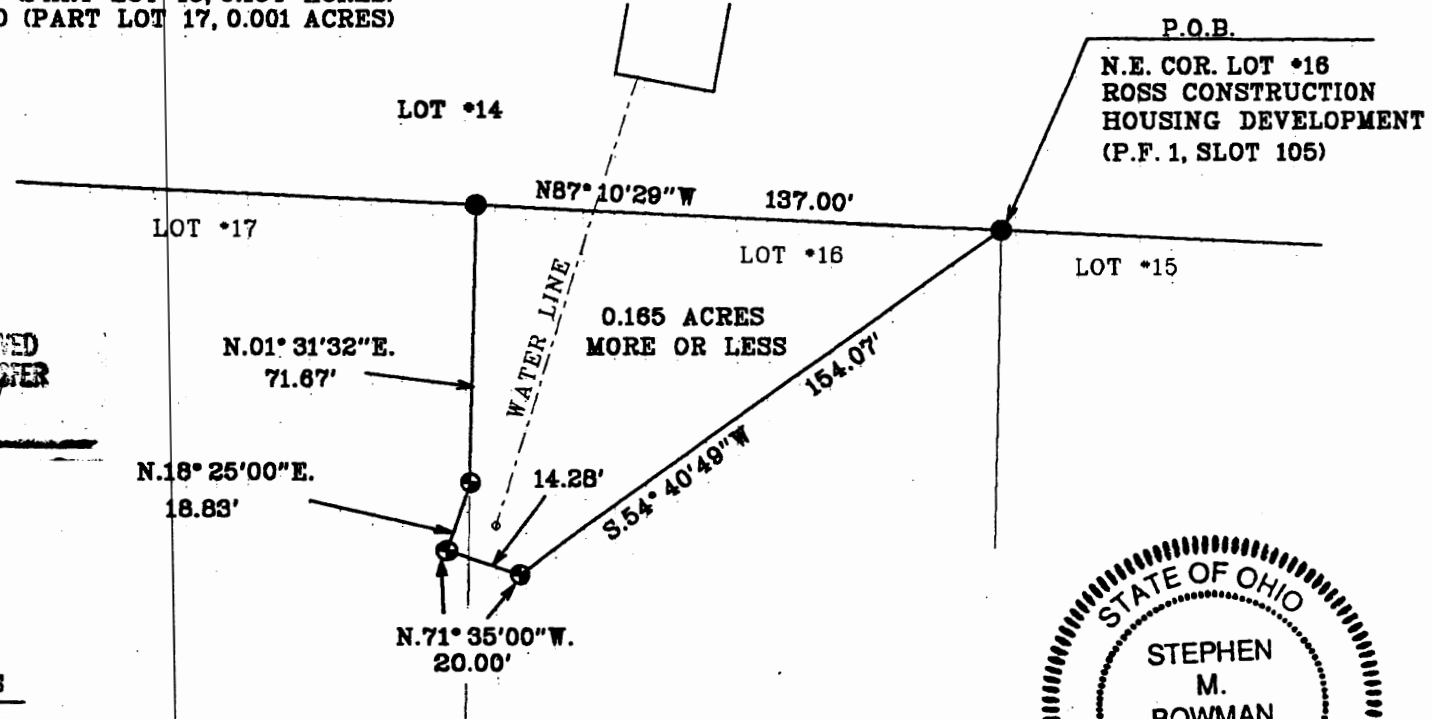 (PART LOT 17, 0.001 ACRES)
P.O.B.
N.E. COR. LOT #16
ROSS CONSTRUCTION
HOUSING DEVELOPMENT
(P.F. 1, SLOT 105)
LOT #14
N87°10'29"W 137.00'
LOT #17
LOT #16
LOT #15
WATER LINE
0.165 ACRES
MORE OR LESS
N.01°31'32"E.
71.67'
154.07'
S.54°40'49"W
N.18°25'00"E.
18.83'
14.28'
N.71°35'00"W.
20.00'
STATE OF OHIO
STEPHEN
M.
BOWMAN